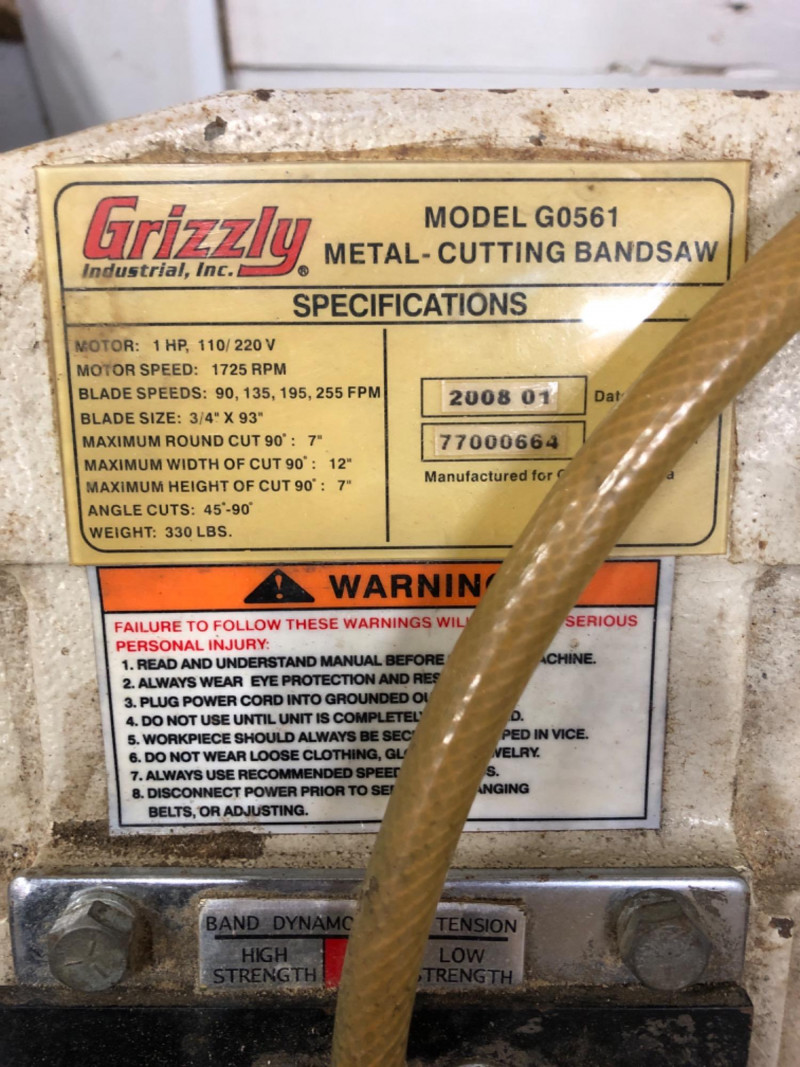 Grizzly
Industrial, Inc. ®
MODEL G0561
METAL- CUTTING BANDSAW
SPECIFICATIONS
MOTOR: 1 HP, 110/ 220 V
MOTOR SPEED: 1725 RPM
BLADE SPEEDS: 90, 135, 195, 255 FPM
BLADE SIZE: 3/4" X 93"
MAXIMUM ROUND CUT 90°: 7"
MAXIMUM WIDTH OF CUT 90°: 12"
MAXIMUM HEIGHT OF CUT 90°: 7"
ANGLE CUTS: 45°-90°
WEIGHT: 330 LBS.
2008 01
77000664
Manufactured for
WARNING
FAILURE TO FOLLOW THESE WARNINGS SERIOUS
PERSONAL INJURY:
1. READ AND UNDERSTAND MANUAL BEFORE
2. ALWAYS WEAR EYE PROTECTION AND
3. PLUG POWER CORD INTO GROUNDED
4. DO NOT USE UNTIL UNIT IS
5. WORKPIECE SHOULD ALWAYS BE IN VICE.
6. DO NOT WEAR LOOSE CLOTHING,
7. ALWAYS USE RECOMMENDED
8. DISCONNECT POWER PRIOR TO
BELTS, OR ADJUSTING.
BAND TENSION
HIGH
STRENGTH
LOW
STRENGTH